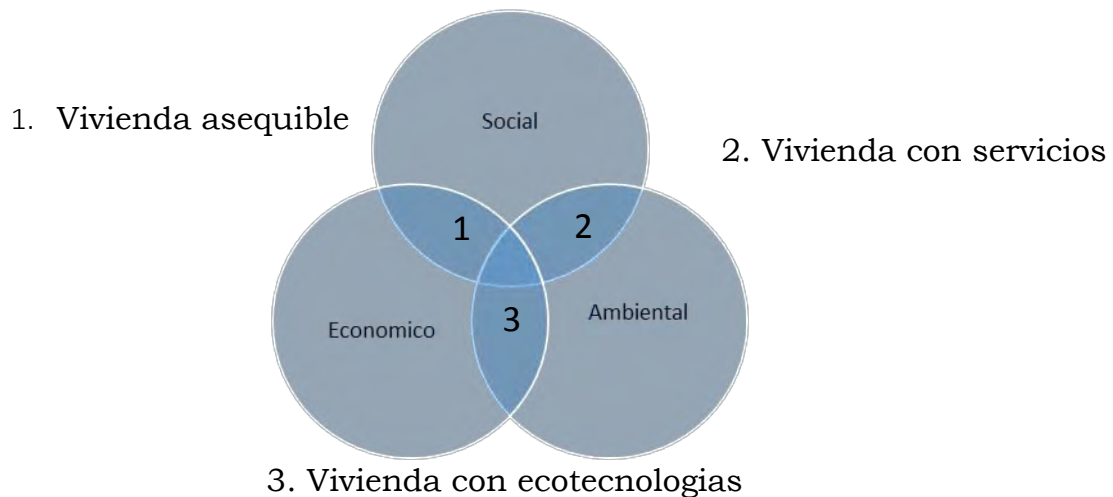 1. Vivienda asequible
Social
2. Vivienda con servicios
1
2
Economico
3
Ambiental
3. Vivienda con ecotecnologias